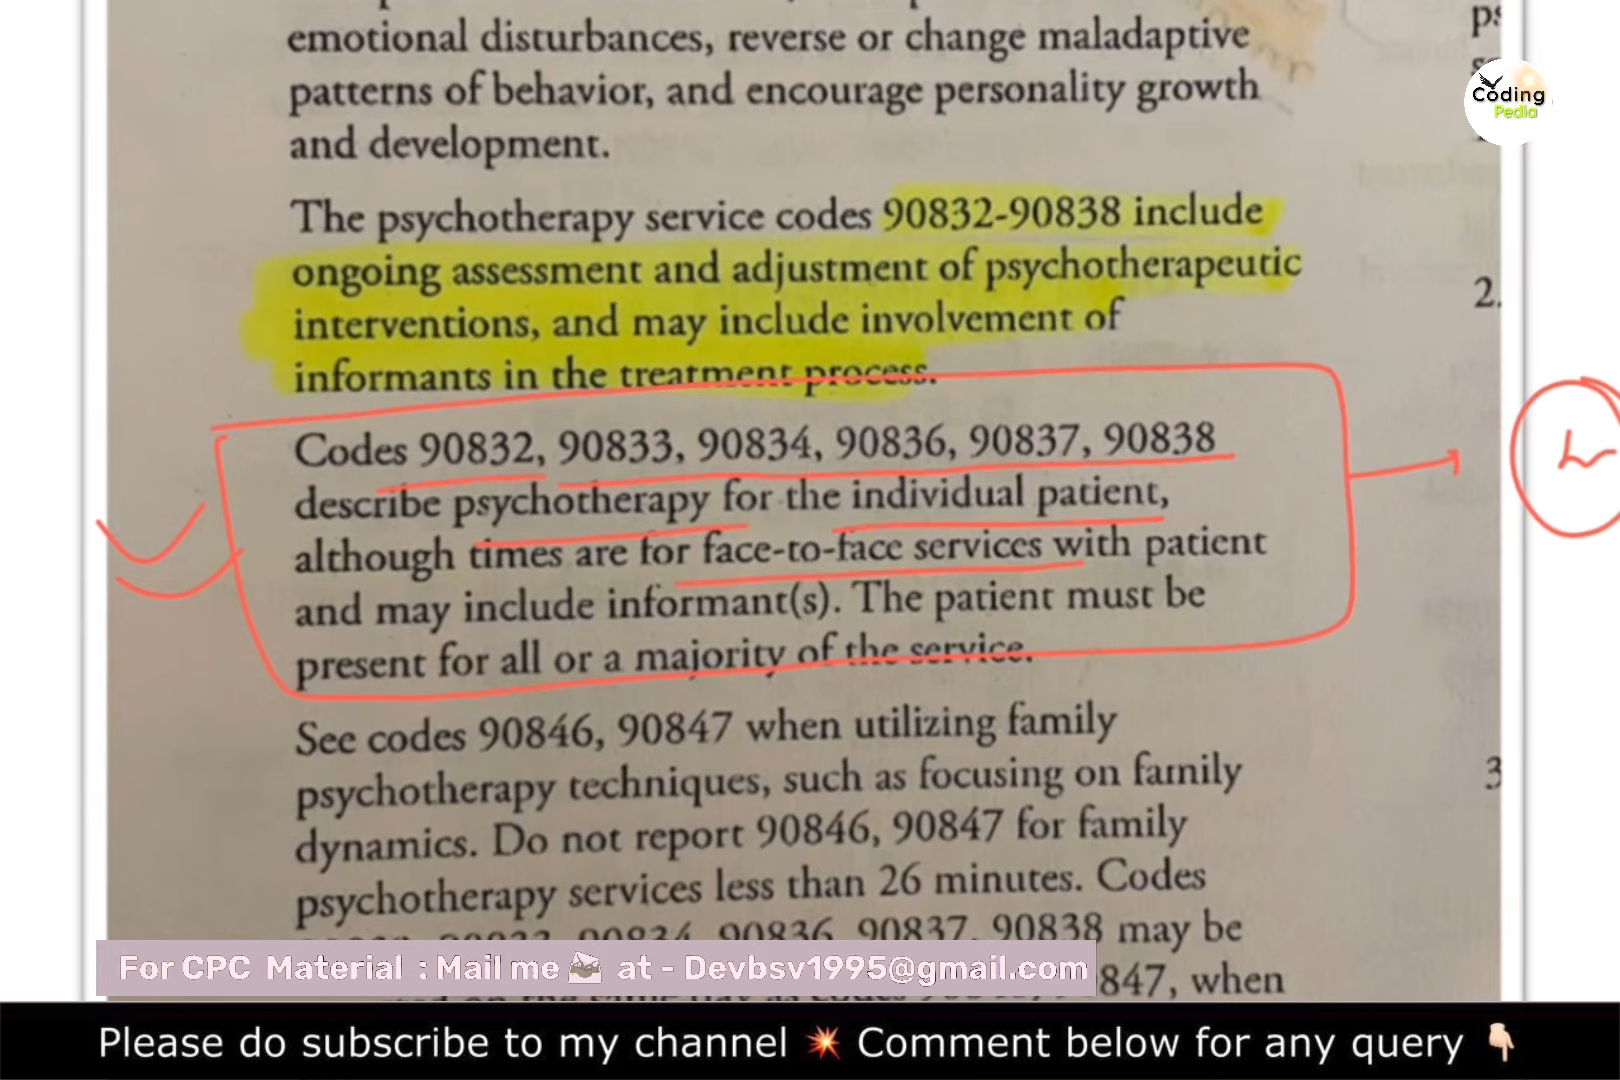 emotional disturbances, reverse or change maladaptive
patterns of behavior, and encourage personality growth
and development.
The psychotherapy service codes 90832-90838 include
ongoing assessment and adjustment of psychotherapeutic
interventions, and may include involvement of
informants in the treatment process.
Codes 90832, 90833, 90834, 90836, 90837, 90838
describe psychotherapy for the individual patient,
although times are for face-to-face services with patient
and may include informant(s). The patient must be
present for all or a majority of the service.
See codes 90846, 90847 when utilizing family
psychotherapy techniques, such as focusing on family
dynamics. Do not report 90846, 90847 for family
psychotherapy services less than 26 minutes. Codes
90834, 90836, 90837, 90838 may be
847, when
2.
3
Coding
Pedia
For CPC Material : Mail me at - Devbsv1995@gmail.com
Please do subscribe to my channel 💥 Comment below for any query 👇🏻